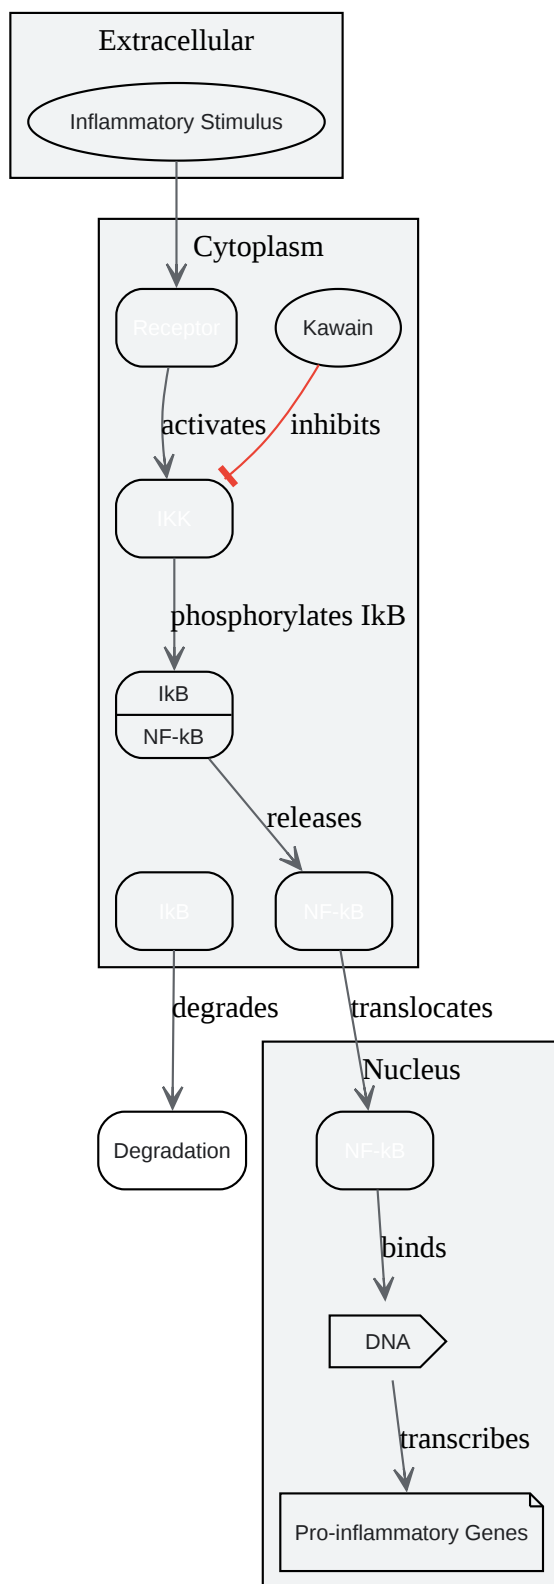 Extracellular
Inflammatory Stimulus
Cytoplasm
Receptor
Kawain
activates
inhibits
IKK
phosphorylates IkB
IkB
NF-kB
releases
IkB
NF-kB
degrades
translocates
Nucleus
Degradation
NF-kB
binds
DNA
transcribes
Pro-inflammatory Genes